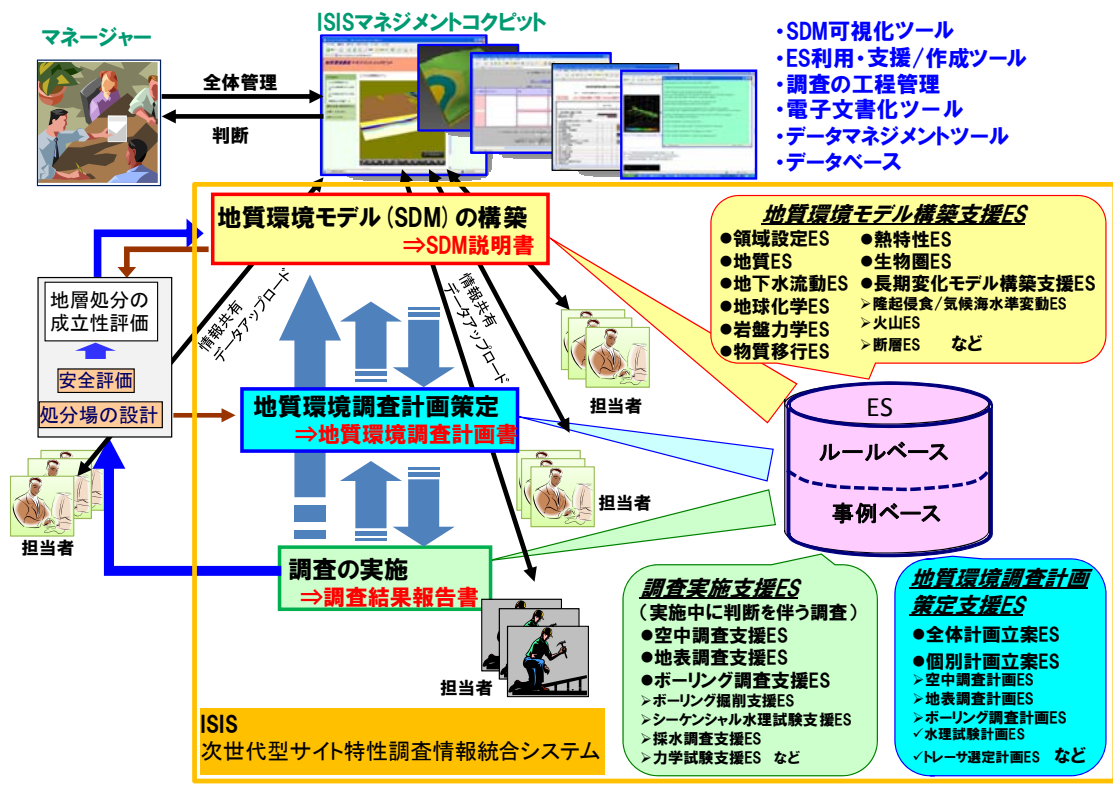 ISISマネジメントコクピット
マネージャー
全体管理
判断
・SDM可視化ツール
・ES利用・支援/作成ツール
・調査の工程管理
・電子文書化ツール
・データマネジメントツール
・データベース
地質環境モデル(SDM)の構築
⇒SDM説明書
地層処分の
成立性評価
安全評価
処分場の設計
情報共有
データアップロード
情報共有
データアップロード
担当者
地質環境調査計画策定
⇒地質環境調査計画書
担当者
担当者
調査の実施
⇒調査結果報告書
担当者
地質環境モデル構築支援ES
●領域設定ES
●地質ES
●地下水流動ES
●地球化学ES
●岩盤力学ES
●物質移行ES
●熱特性ES
●生物圏ES
●長期変化モデル構築支援ES
➢隆起侵食/気候海水準変動ES
➢火山ES
➢断層ES など
ES
ルールベース
事例ベース
調査実施支援ES
(実施中に判断を伴う調査)
●空中調査支援ES
●地表調査支援ES
●ボーリング調査支援ES
➢ボーリング掘削支援ES
➢シーケンシャル水理試験支援ES
➢採水調査支援ES
➢力学試験支援ES など
地質環境調査計画
策定支援ES
●全体計画立案ES
●個別計画立案ES
➢空中調査計画ES
➢地表調査計画ES
➢ボーリング調査計画ES
✓水理試験計画ES
✓トレーサ選定計画ES など
ISIS
次世代型サイト特性調査情報統合システム